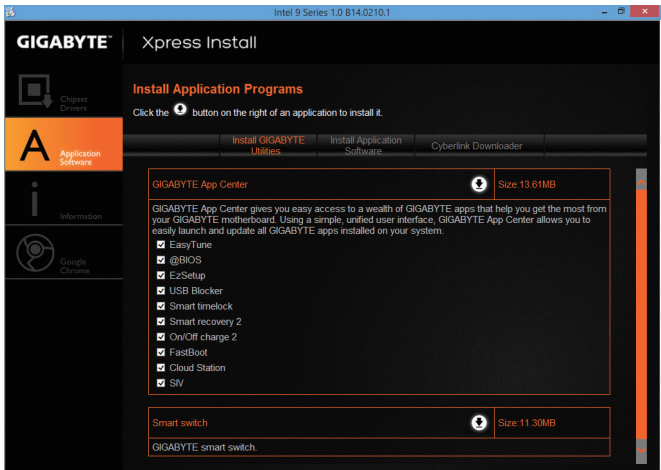 Intel 9 Series 1.0 B14.0210.1
GIGABYTE™
Xpress Install
Chipset
Drivers
Application
Software
Information
Google
Chrome
Install Application Programs
Click the button on the right of an application to install it.
Install GIGABYTE
Utilities
Install Application
Software
Cyberlink Downloader
GIGABYTE App Center
Size:13.61MB
GIGABYTE App Center gives you easy access to a wealth of GIGABYTE apps that help you get the most from
your GIGABYTE motherboard. Using a simple, unified user interface, GIGABYTE App Center allows you to
easily launch and update all GIGABYTE apps installed on your system.
EasyTune
@BIOS
EzSetup
USB Blocker
Smart timelock
Smart recovery 2
On/Off charge 2
FastBoot
Cloud Station
SIV
Smart switch
Size:11.30MB
GIGABYTE smart switch.